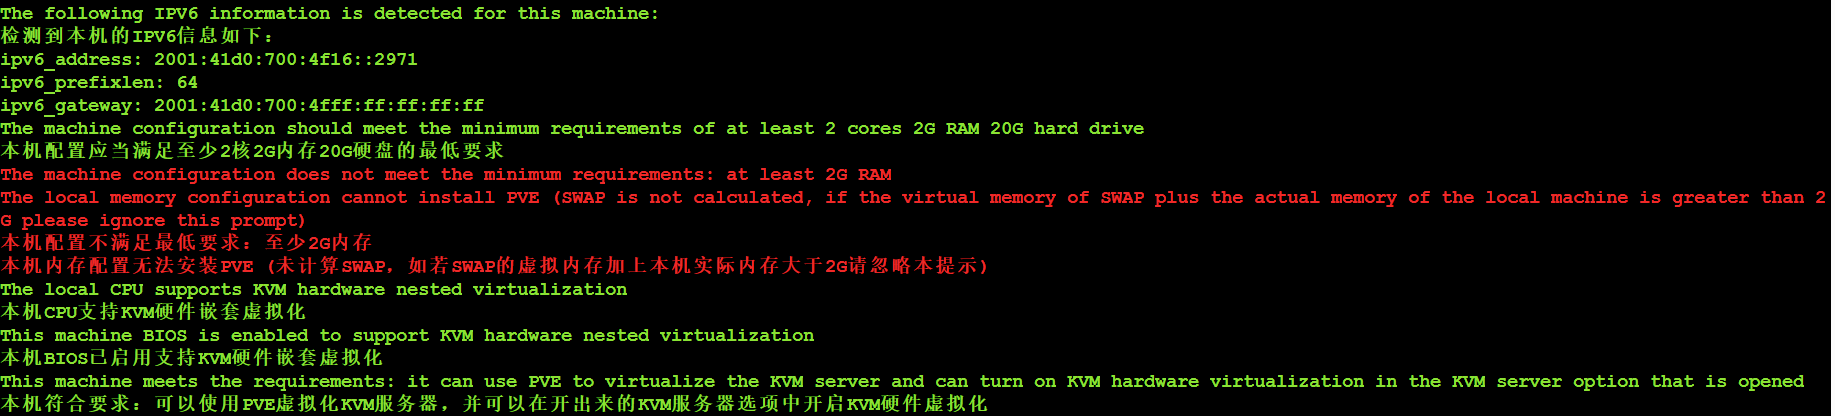 The following IPV6 information is detected for this machine:
检测到本机的IPV6信息如下：
ipv6_address: 2001:41d0:700:4f16::2971
ipv6_prefixlen: 64
ipv6_gateway: 2001:41d0:700:4fff:ff:ff:ff:ff
The machine configuration should meet the minimum requirements of at least 2 cores 2G RAM 20G hard drive
本机配置应当满足至少2核2G内存20G硬盘的最低要求
The machine configuration does not meet the minimum requirements: at least 2G RAM
The local memory configuration cannot install PVE (SWAP is not calculated, if the virtual memory of SWAP plus the actual memory of the local machine is greater than 2
G please ignore this prompt)
本机配置不满足最低要求：至少2G内存
本机内存配置无法安装PVE (未计算SWAP，如若SWAP的虚拟内存加上本机实际内存大于2G请忽略本提示)
The local CPU supports KVM hardware nested virtualization
本机CPU支持KVM硬件嵌套虚拟化
This machine BIOS is enabled to support KVM hardware nested virtualization
本机BIOS已启用支持KVM硬件嵌套虚拟化
This machine meets the requirements: it can use PVE to virtualize the KVM server and can turn on KVM hardware virtualization in the KVM server option that is opened
本机符合要求：可以使用PVE虚拟化KVM服务器，并可以在开出来的KVM服务器选项中开启KVM硬件虚拟化